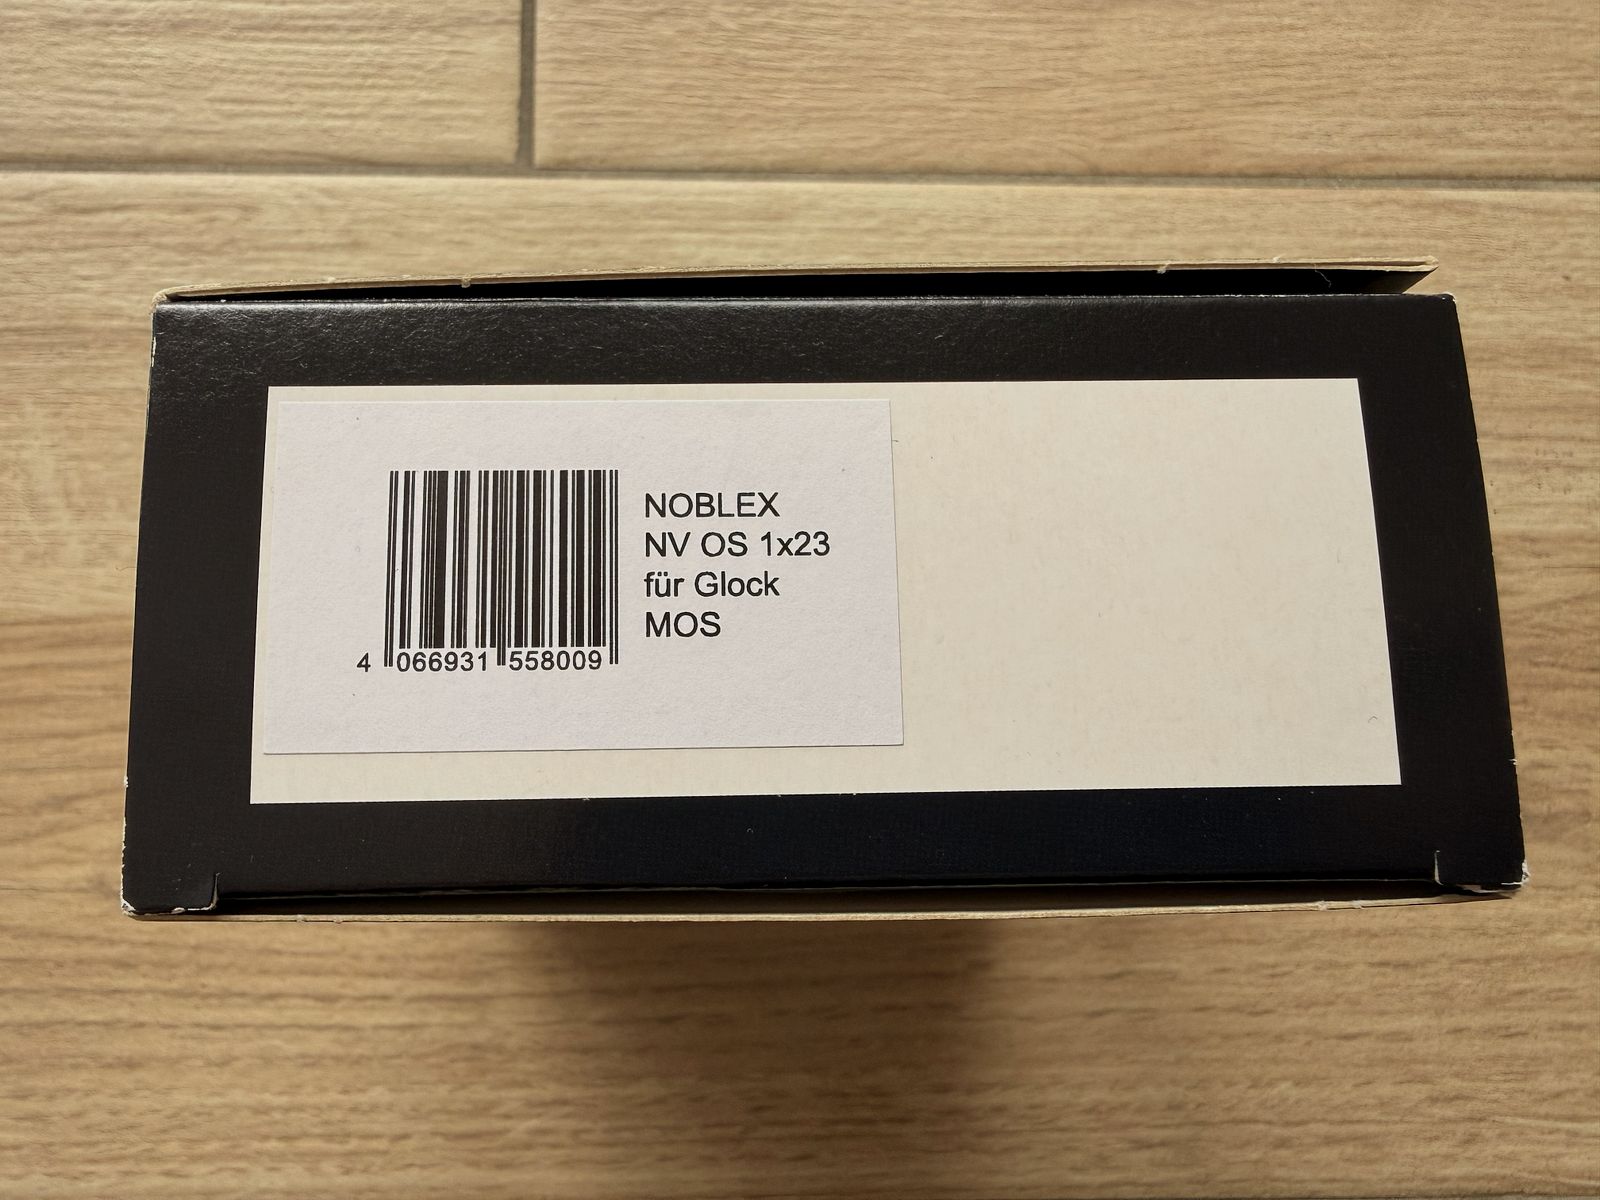 NOBLEX
NV OS 1x23
für Glock
MOS
4 066931 558009